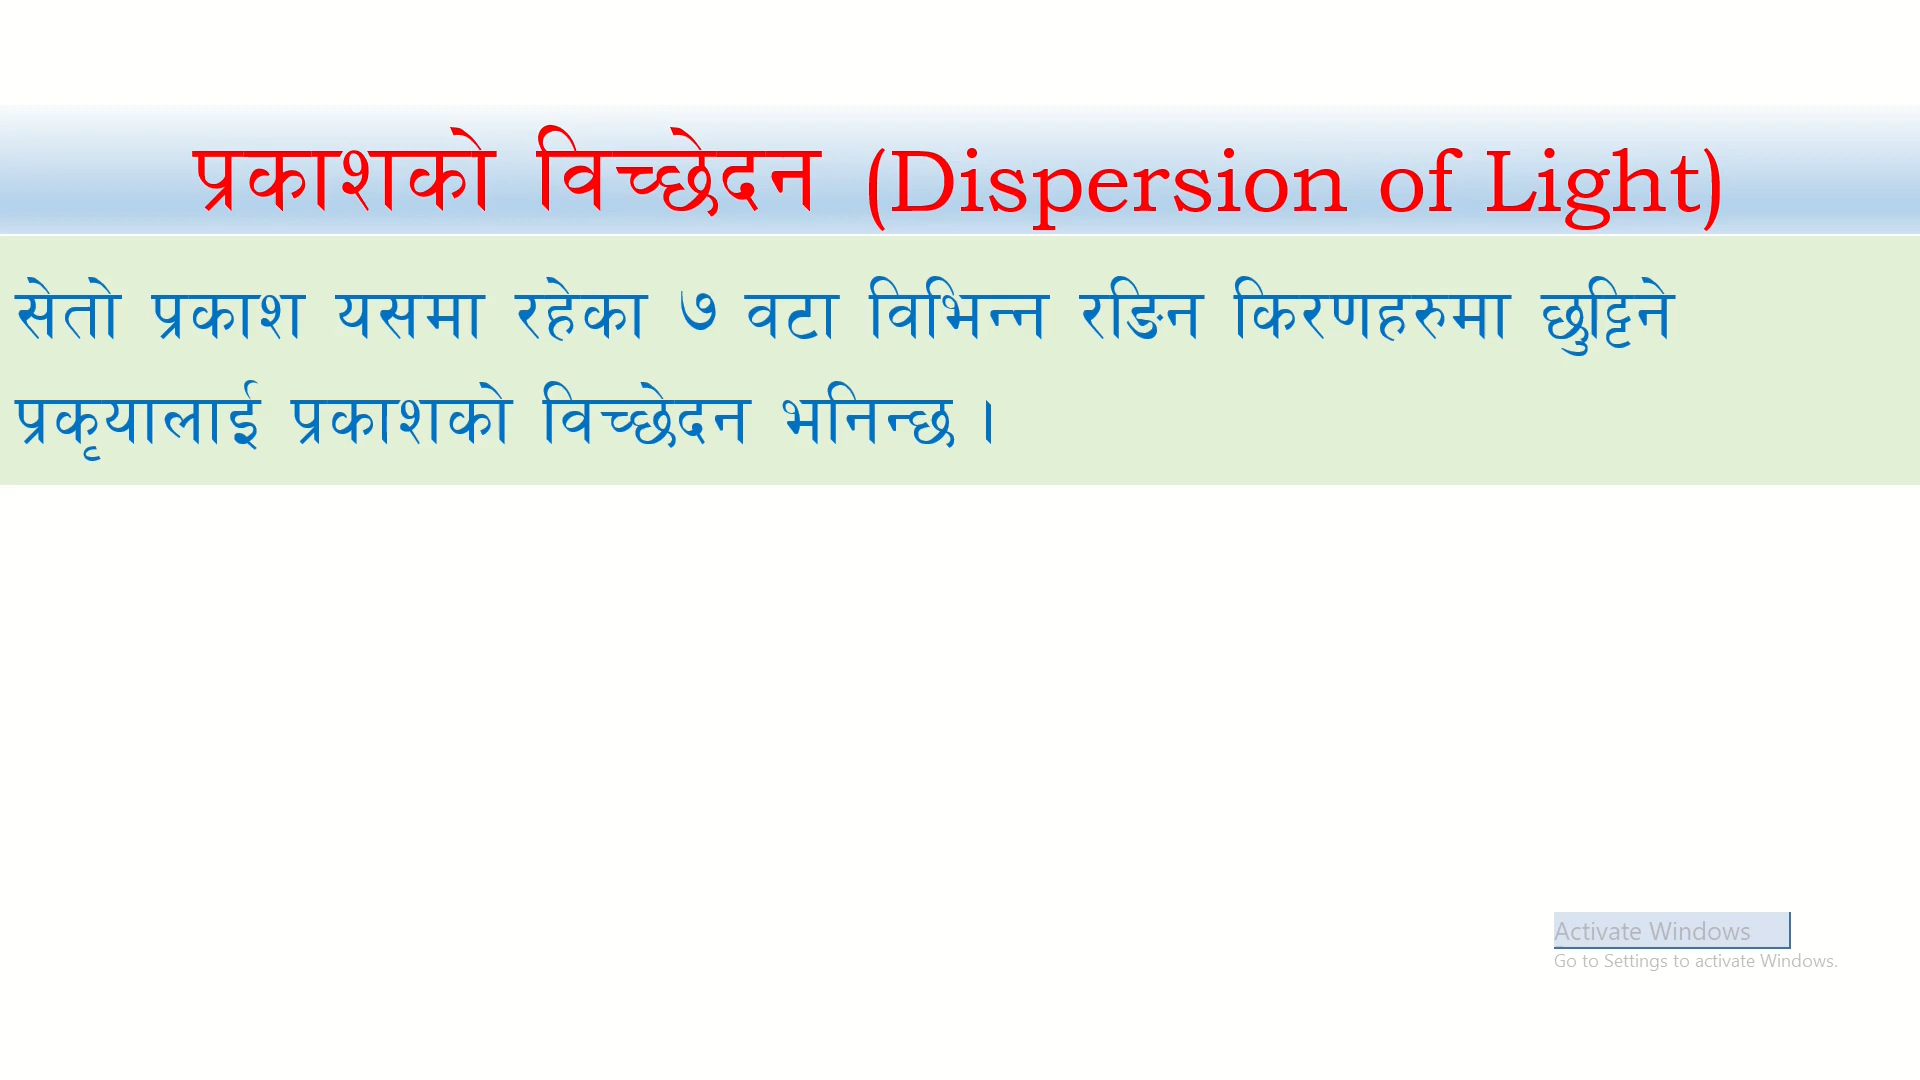 प्रकाशको विच्छेदन (Dispersion of Light)
सेतो प्रकाश यसमा रहेका ७ वटा विभिन्न रङिन किरणहरुमा छुट्टिने
प्रकृयालाई प्रकाशको विच्छेदन भनिन्छ ।
Activate Windows
Go to Settings to activate Windows.